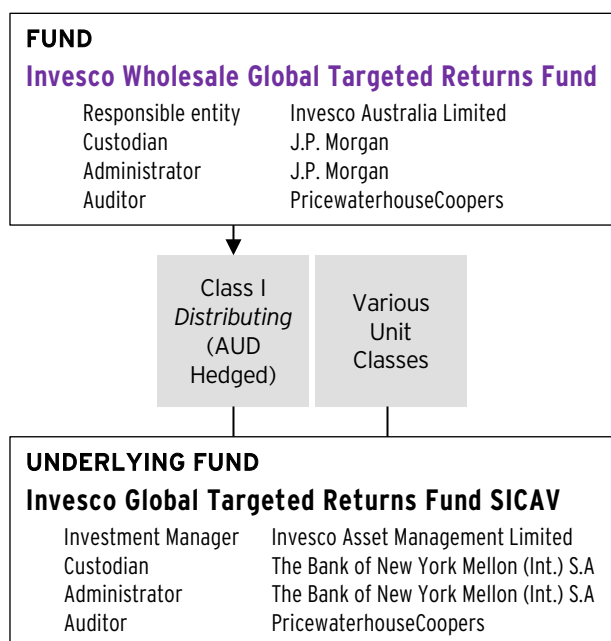 FUND
Invesco Wholesale Global Targeted Returns Fund
Responsible entity Invesco Australia Limited
Custodian J.P. Morgan
Administrator J.P. Morgan
Auditor PricewaterhouseCoopers
Class I
Distributing
(AUD
Hedged)
Various
Unit
Classes
UNDERLYING FUND
Invesco Global Targeted Returns Fund SICAV
Investment Manager Invesco Asset Management Limited
Custodian The Bank of New York Mellon (Int.) S.A
Administrator The Bank of New York Mellon (Int.) S.A
Auditor PricewaterhouseCoopers